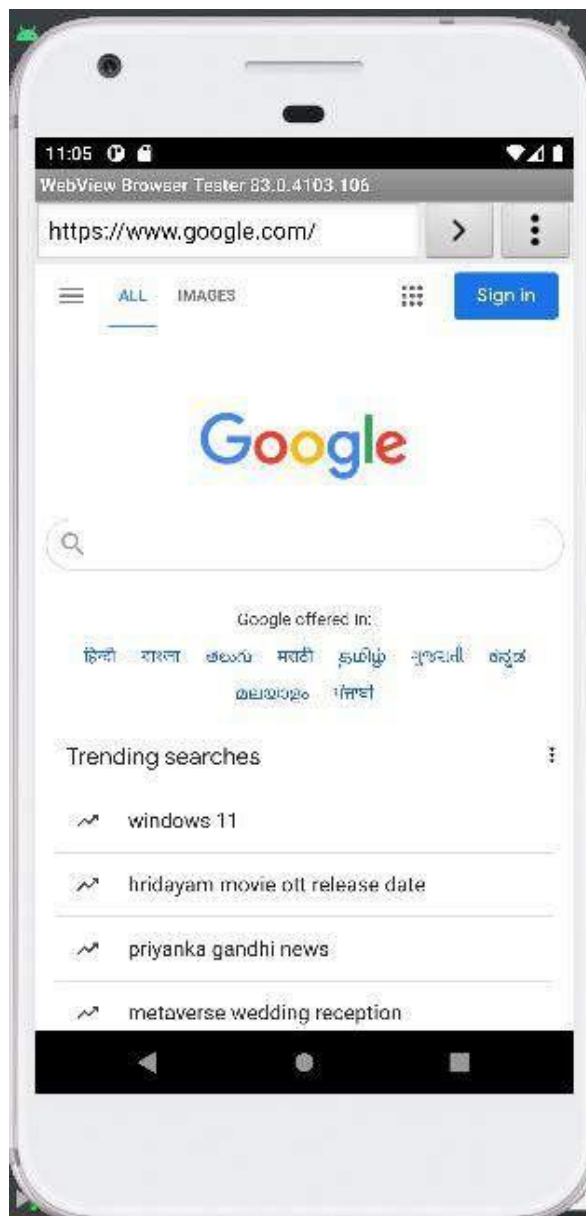 11:05
WebView Browser Tester 83.0.4103.106
https://www.google.com/
ALL IMAGES Sign in
Google
Google offered in:
हिन्दी বাংলা తెలుగు मराठी தமிழ் ગુજરાતી ಕನ್ನಡ
മലയാളം ਪੰਜਾਬੀ
Trending searches
windows 11
hridayam movie ott release date
priyanka gandhi news
metaverse wedding reception